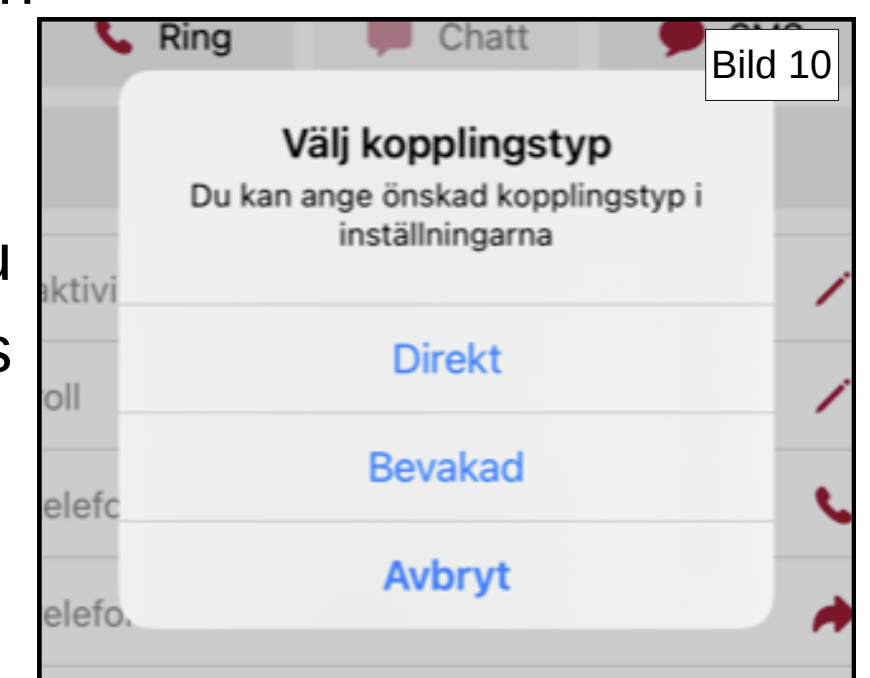 Ring
Chatt
Bild 10
Välj kopplingstyp
Du kan ange önskad kopplingstyp i
inställningarna
Direkt
Bevakad
Avbryt